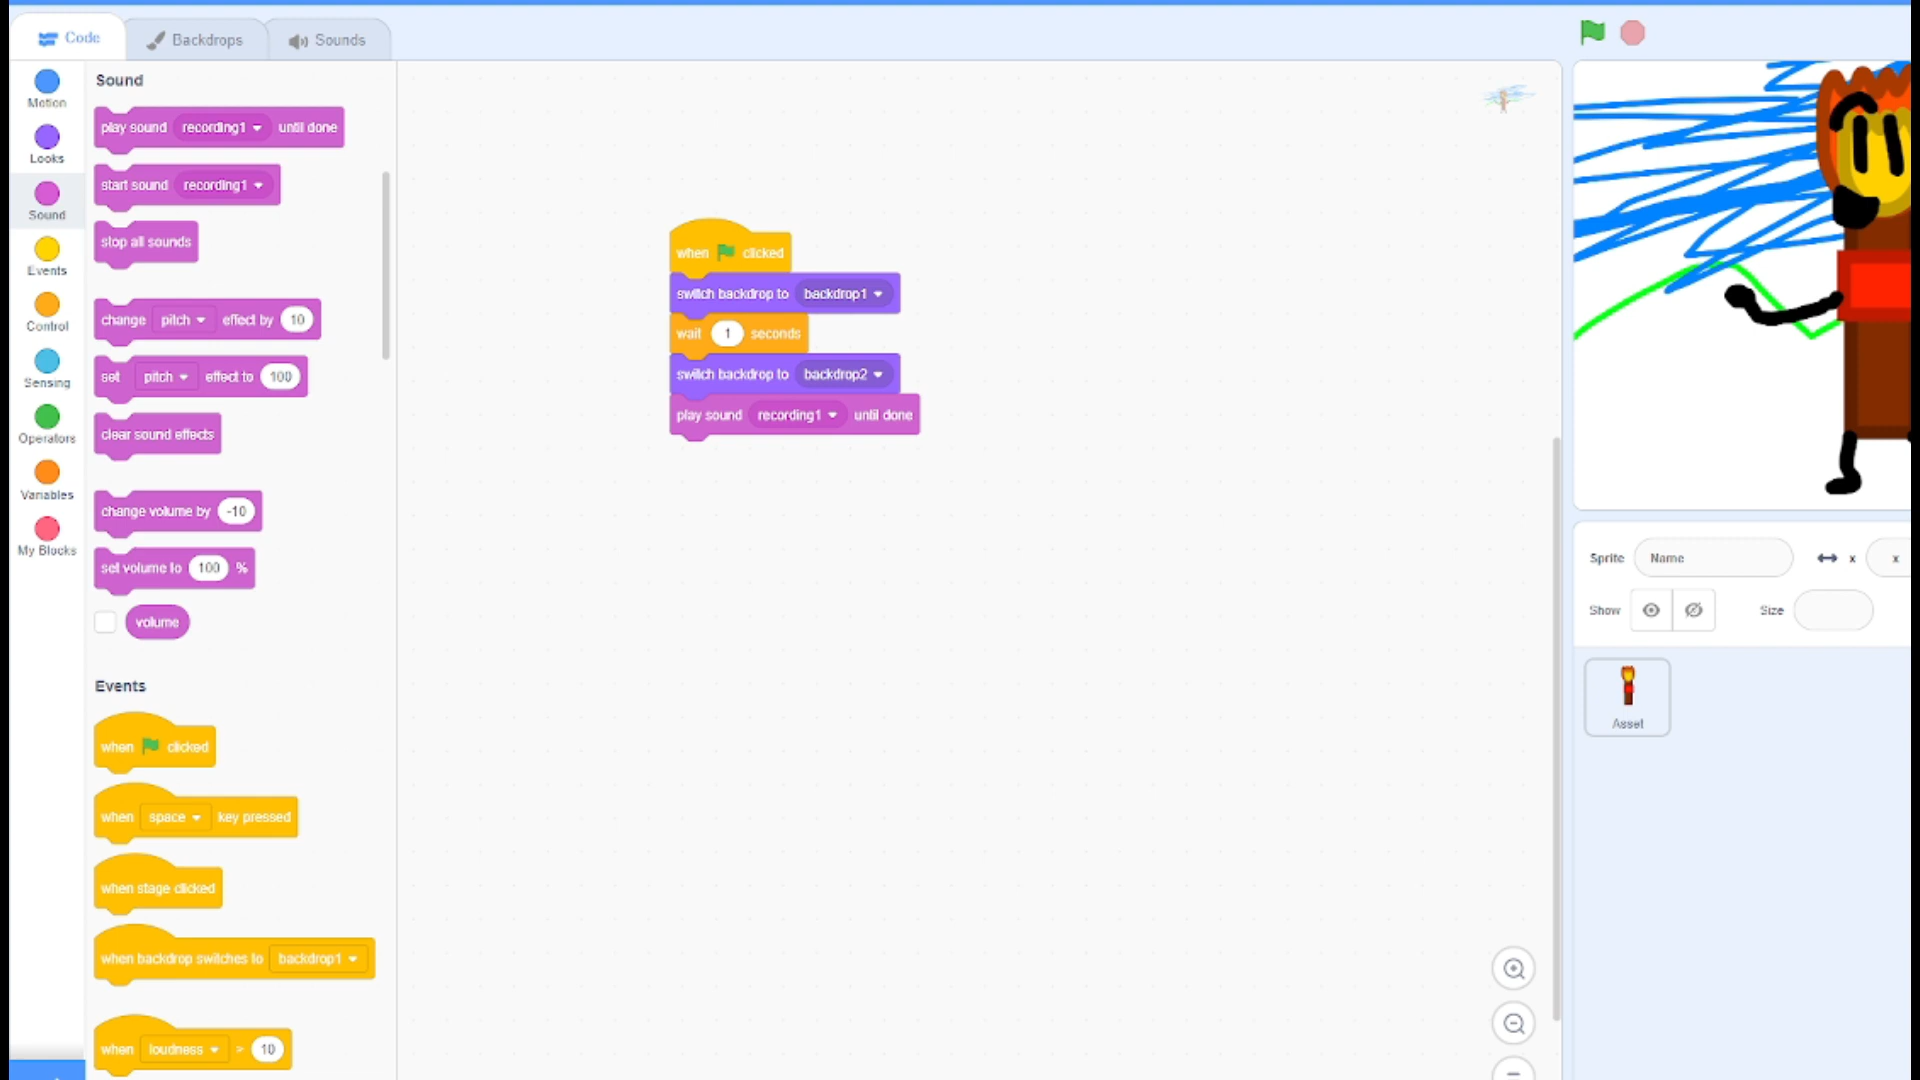 Code
Backdrops
Sounds
Motion
Looks
Sound
Events
Control
Sensing
Operators
Variables
My Blocks
Sound
play sound recording1 until done
start sound recording1
stop all sounds
change pitch effect by 10
set pitch effect to 100
clear sound effects
change volume by -10
set volume to 100 %
volume
Events
when clicked
when space key pressed
when stage clicked
when backdrop switches to backdrop1
when loudness > 10
when clicked
switch backdrop to backdrop1
wait 1 seconds
switch backdrop to backdrop2
play sound recording1 until done
Sprite Name x x
Show Size
Asset